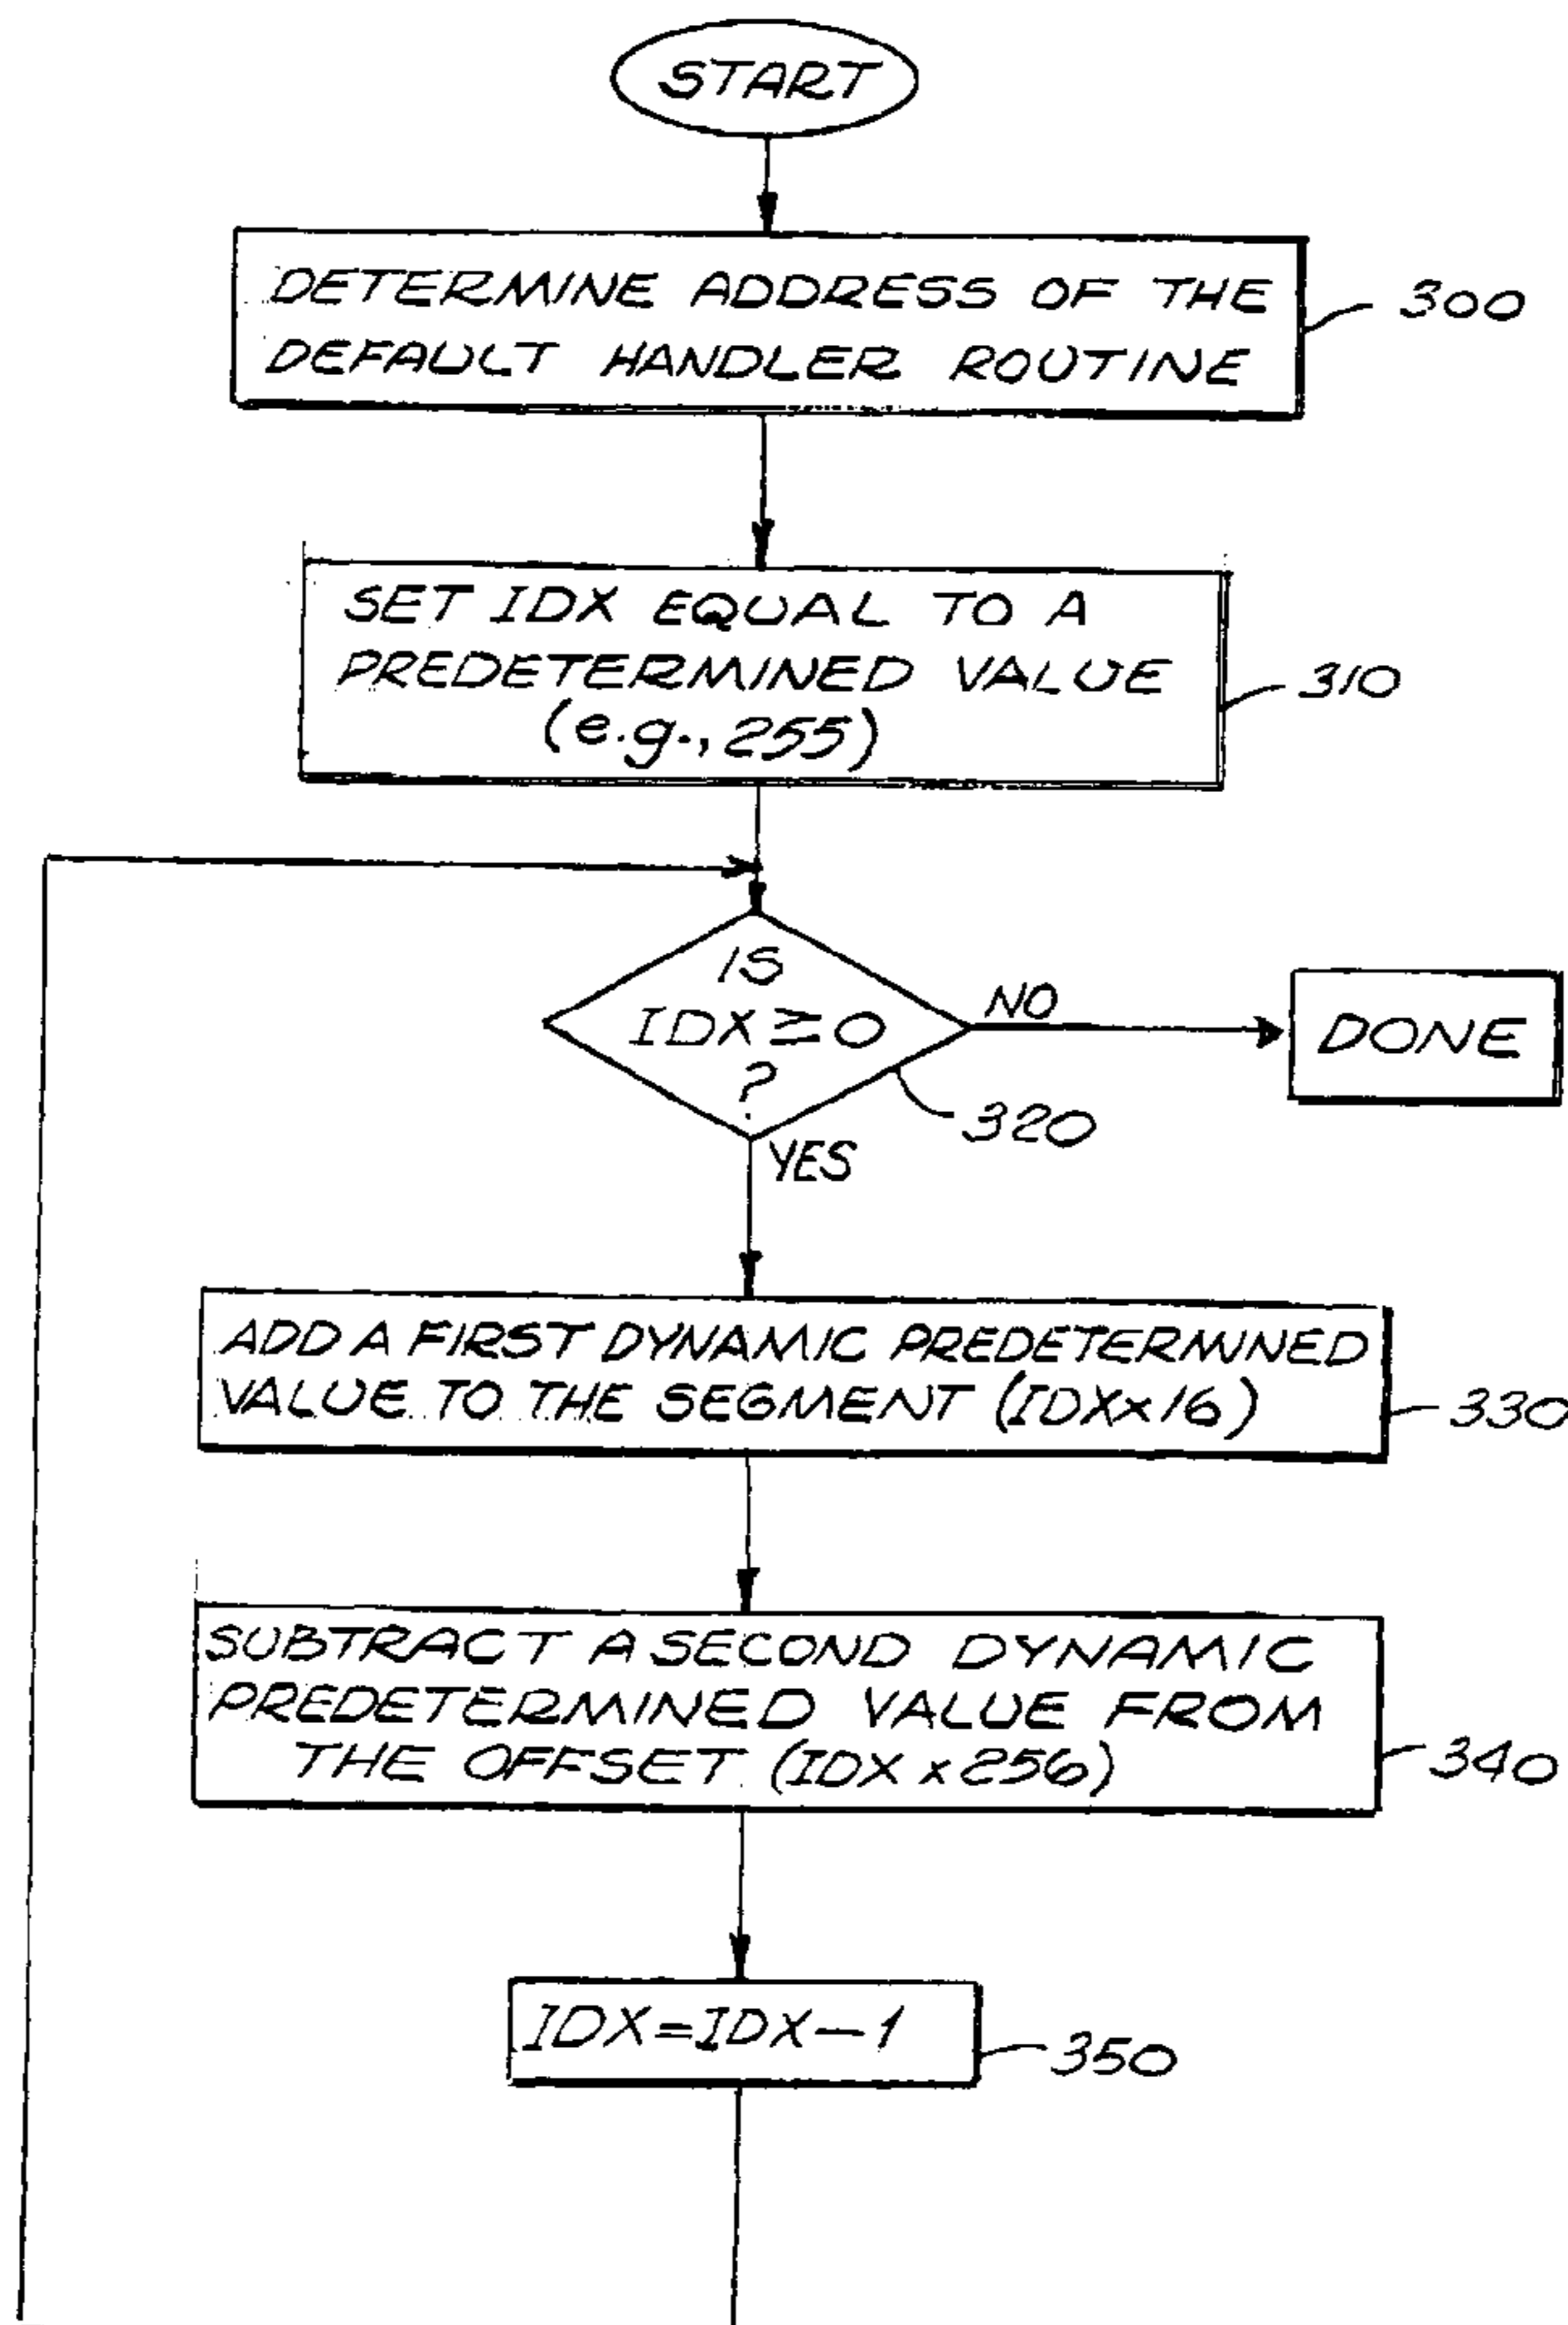 START
DETERMINE ADDRESS OF THE
DEFAULT HANDLER ROUTINE
300
SET IDX EQUAL TO A
PREDETERMINED VALUE
(e.g., 255)
310
IS
IDX ≥ 0
?
NO
DONE
320
YES
ADD A FIRST DYNAMIC PREDETERMINED
VALUE TO THE SEGMENT (IDX x 16)
330
SUBTRACT A SECOND DYNAMIC
PREDETERMINED VALUE FROM
THE OFFSET (IDX x 256)
340
IDX=IDX-1
350